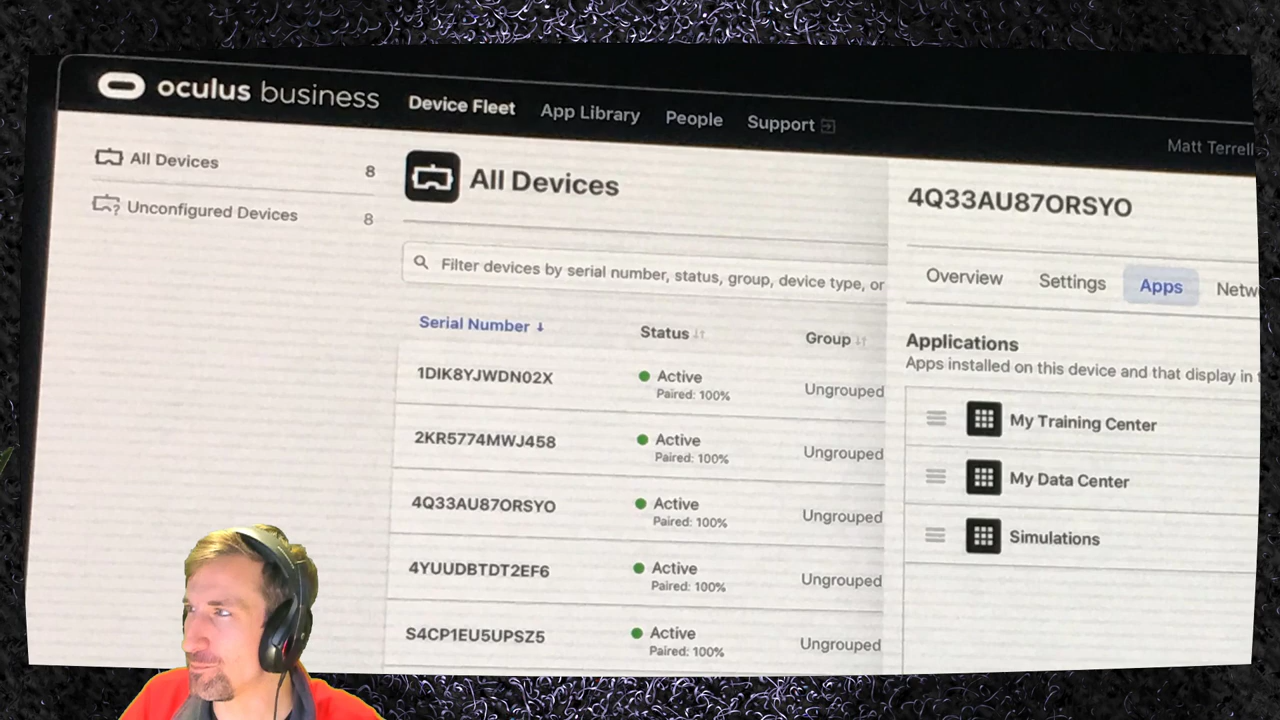 oculus business
Device Fleet
App Library
People
Support
Matt Terrell
All Devices
8
Unconfigured Devices
8
All Devices
Filter devices by serial number, status, group, device type, or
Serial Number
Status
Group
1DIK8YJWDN02X
Active
Paired: 100%
Ungrouped
2KR5774MWJ458
Active
Paired: 100%
Ungrouped
4Q33AU87ORSYO
Active
Paired: 100%
Ungrouped
4YUUDBTDT2EF6
Active
Paired: 100%
Ungrouped
S4CP1EU5UPSZ5
Active
Paired: 100%
Ungrouped
4Q33AU87ORSYO
Overview
Settings
Apps
Netw
Applications
Apps installed on this device and that display in
My Training Center
My Data Center
Simulations